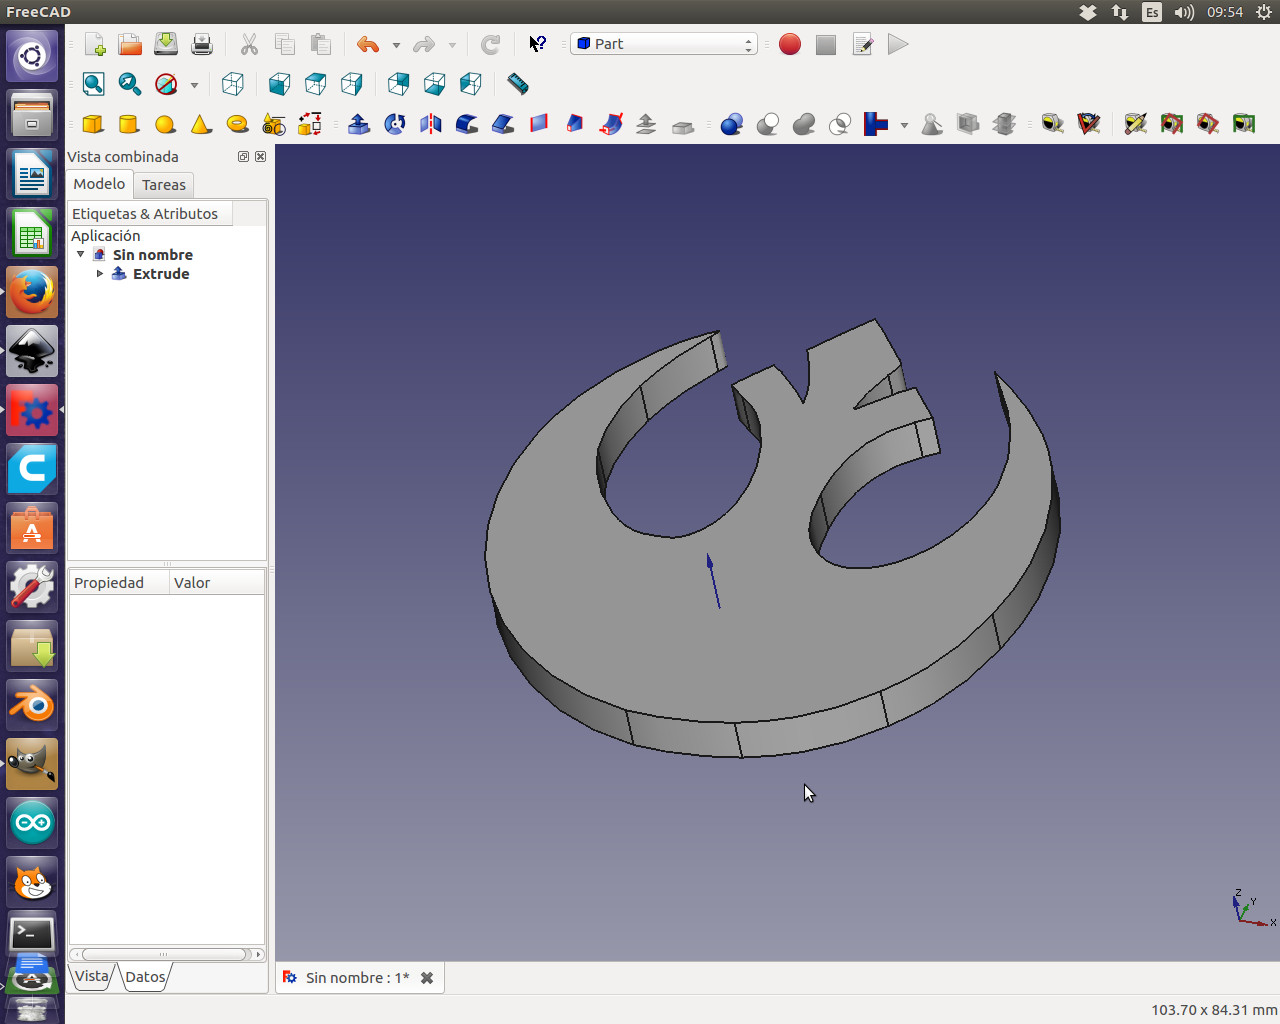 FreeCAD
Es
09:54
Part
Vista combinada
Modelo
Tareas
Etiquetas & Atributos
Aplicación
Sin nombre
Extrude
Propiedad
Valor
Vista
Datos
Z
Y
X
Sin nombre : 1*
103.70 x 84.31 mm